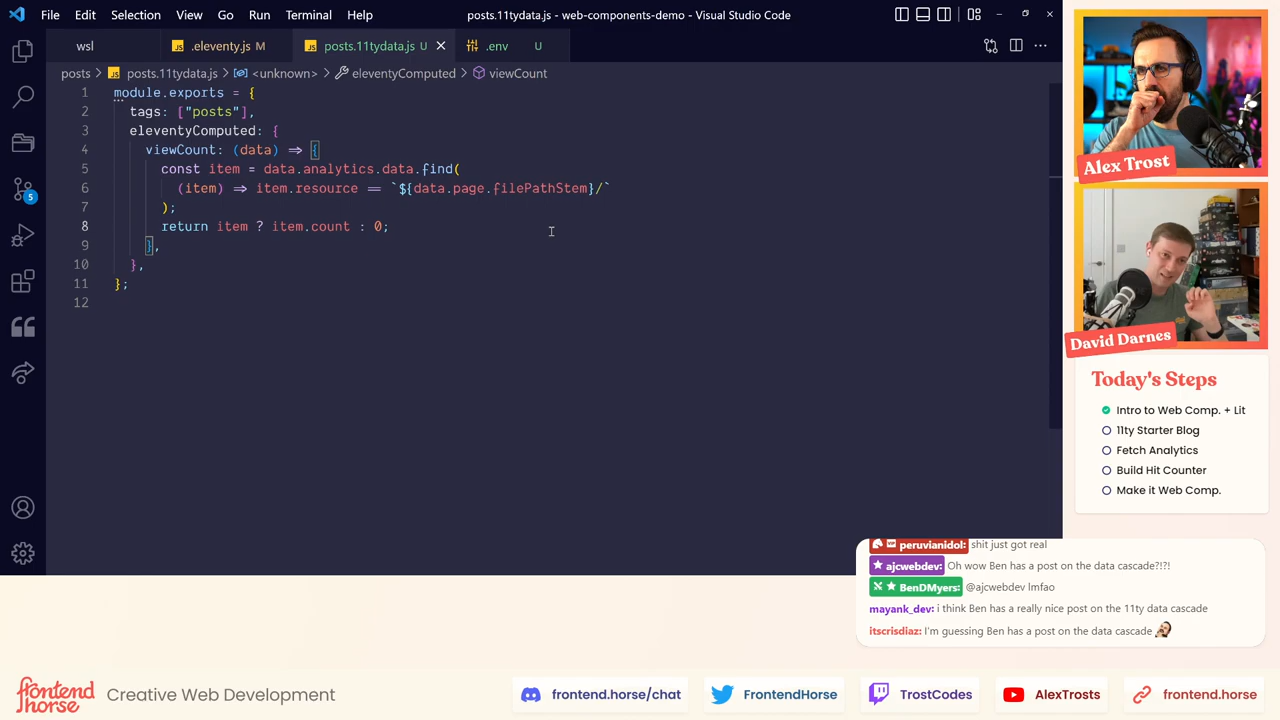 File Edit Selection View Go Run Terminal Help
posts.11tydata.js - web-components-demo - Visual Studio Code
wsl
.eleventy.js M
posts.11tydata.js U
.env U
posts > posts.11tydata.js > <unknown> > eleventyComputed > viewCount
1 module.exports = {
2 tags: ["posts"],
3 eleventyComputed: {
4 viewCount: (data) => {
5 const item = data.analytics.data.find(
6 (item) => item.resource == `${data.page.filePathStem}/`
7 );
8 return item ? item.count : 0;
9 },
10 },
11 };
12
5
Alex Trost
David Darnes
Today's Steps
Intro to Web Comp. + Lit
11ty Starter Blog
Fetch Analytics
Build Hit Counter
Make it Web Comp.
peruvianidol: shit just got real
ajcwebdev: Oh wow Ben has a post on the data cascade?!?!
BenDMyers: @ajcwebdev lmfao
mayank_dev: i think Ben has a really nice post on the 11ty data cascade
itscrisdiaz: I'm guessing Ben has a post on the data cascade
frontend horse
Creative Web Development
frontend.horse/chat
FrontendHorse
TrostCodes
AlexTrosts
frontend.horse